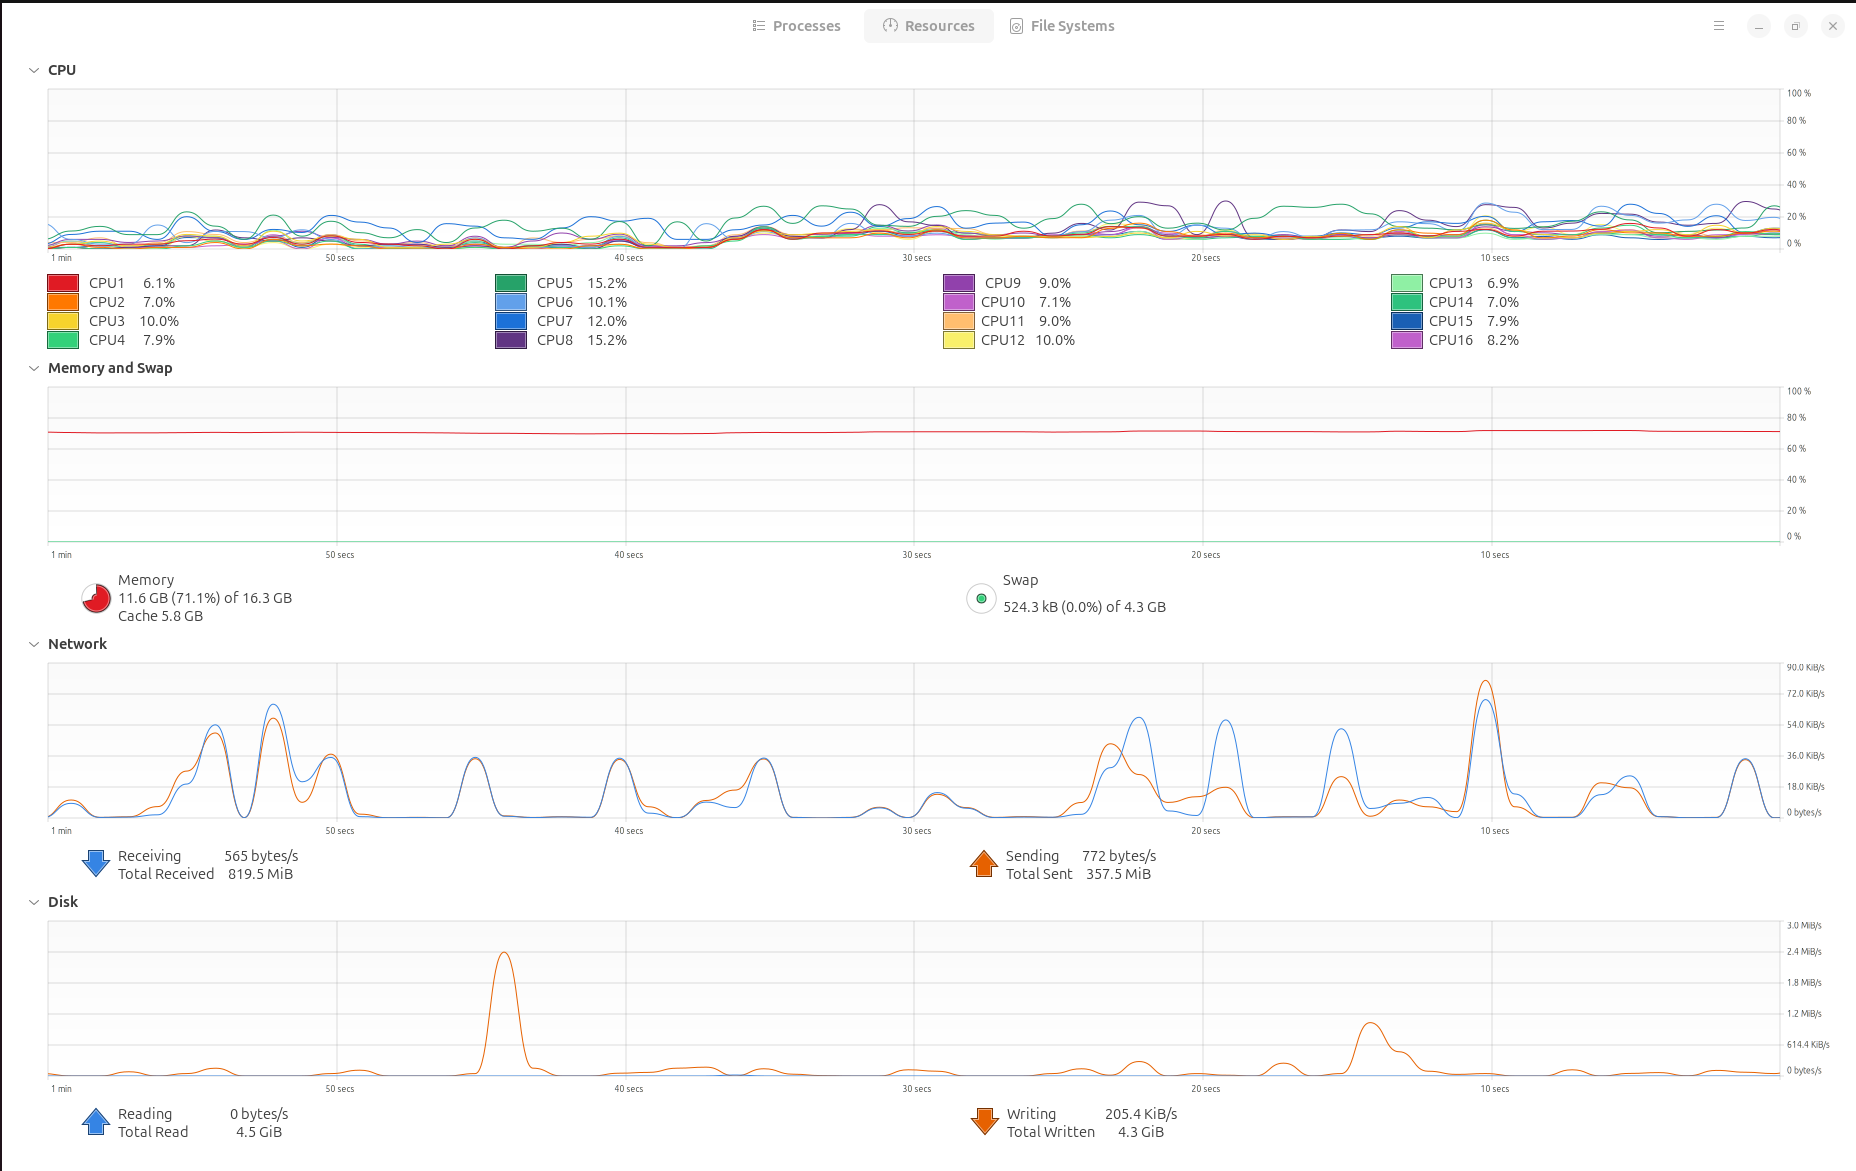 Processes Resources File Systems
CPU
100 %
80 %
60 %
40 %
20 %
0 %
1 min 50 secs 40 secs 30 secs 20 secs 10 secs
CPU1 6.1% CPU5 15.2% CPU9 9.0% CPU13 6.9%
CPU2 7.0% CPU6 10.1% CPU10 7.1% CPU14 7.0%
CPU3 10.0% CPU7 12.0% CPU11 9.0% CPU15 7.9%
CPU4 7.9% CPU8 15.2% CPU12 10.0% CPU16 8.2%
Memory and Swap
100 %
80 %
60 %
40 %
20 %
0 %
1 min 50 secs 40 secs 30 secs 20 secs 10 secs
Memory Swap
11.6 GB (71.1%) of 16.3 GB 524.3 kB (0.0%) of 4.3 GB
Cache 5.8 GB
Network
90.0 KiB/s
72.0 KiB/s
54.0 KiB/s
36.0 KiB/s
18.0 KiB/s
0 bytes/s
1 min 50 secs 40 secs 30 secs 20 secs 10 secs
Receiving 565 bytes/s Sending 772 bytes/s
Total Received 819.5 MiB Total Sent 357.5 MiB
Disk
3.0 MiB/s
2.4 MiB/s
1.8 MiB/s
1.2 MiB/s
614.4 KiB/s
0 bytes/s
1 min 50 secs 40 secs 30 secs 20 secs 10 secs
Reading 0 bytes/s Writing 205.4 KiB/s
Total Read 4.5 GiB Total Written 4.3 GiB